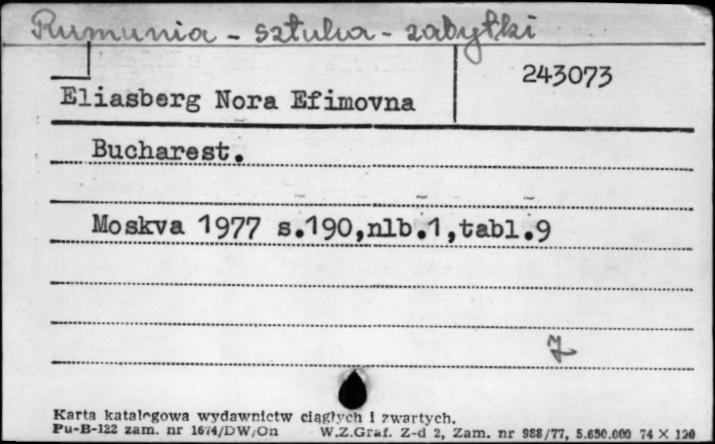 Rumunia - sztuka - zabytki
243073
Eliasberg Nora Efimovna
Bucharest.
Moskva 1977 s.190,nlb.1,tabl.9
Karta katalogowa wydawnictw ciągłych i zwartych.
Pu-B-122 zam. nr 1674/DW/On W.Z.Graf. Z-d 2, Zam. nr 988/77, 5.650.000 74 X 120